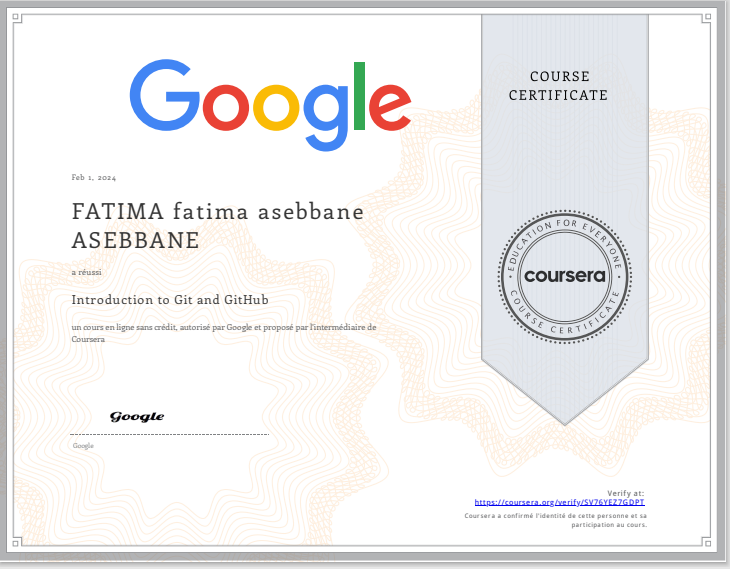 Google
COURSE
CERTIFICATE
Feb 1, 2024
FATIMA fatima asebbane
ASEBBANE
a réussi
Introduction to Git and GitHub
un cours en ligne sans crédit, autorisé par Google et proposé par l'intermédiaire de
Coursera
EDUCATION FOR EVERYONE
coursera
COURSE CERTIFICATE
Google
Google
Verify at:
https://coursera.org/verify/SV76YEZ7GDPT
Coursera a confirmé l'identité de cette personne et sa
participation au cours.